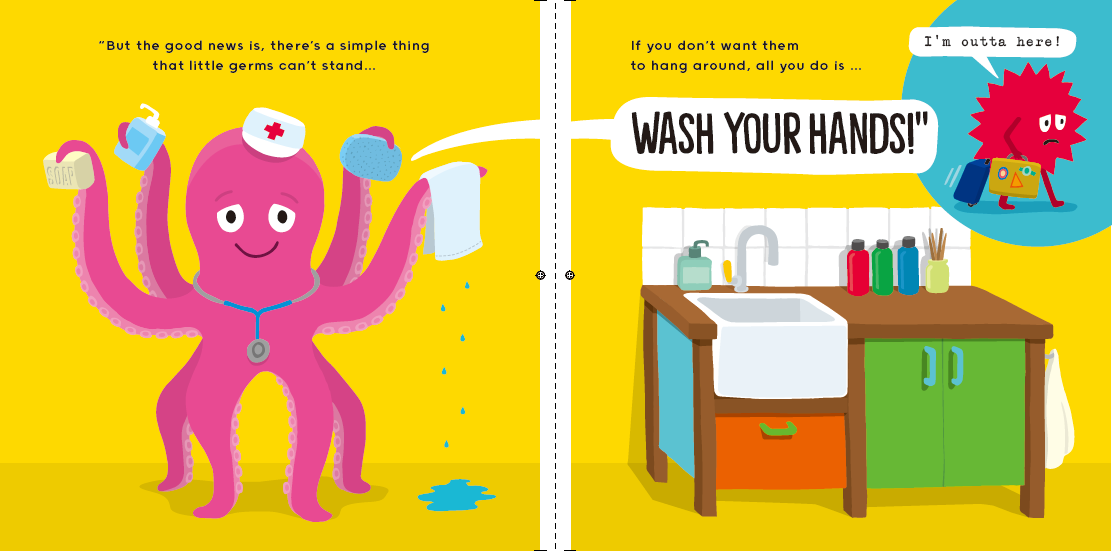 "But the good news is, there's a simple thing
that little germs can't stand...
SOAP
If you don't want them
to hang around, all you do is ...
WASH YOUR HANDS!"
I'm outta here!